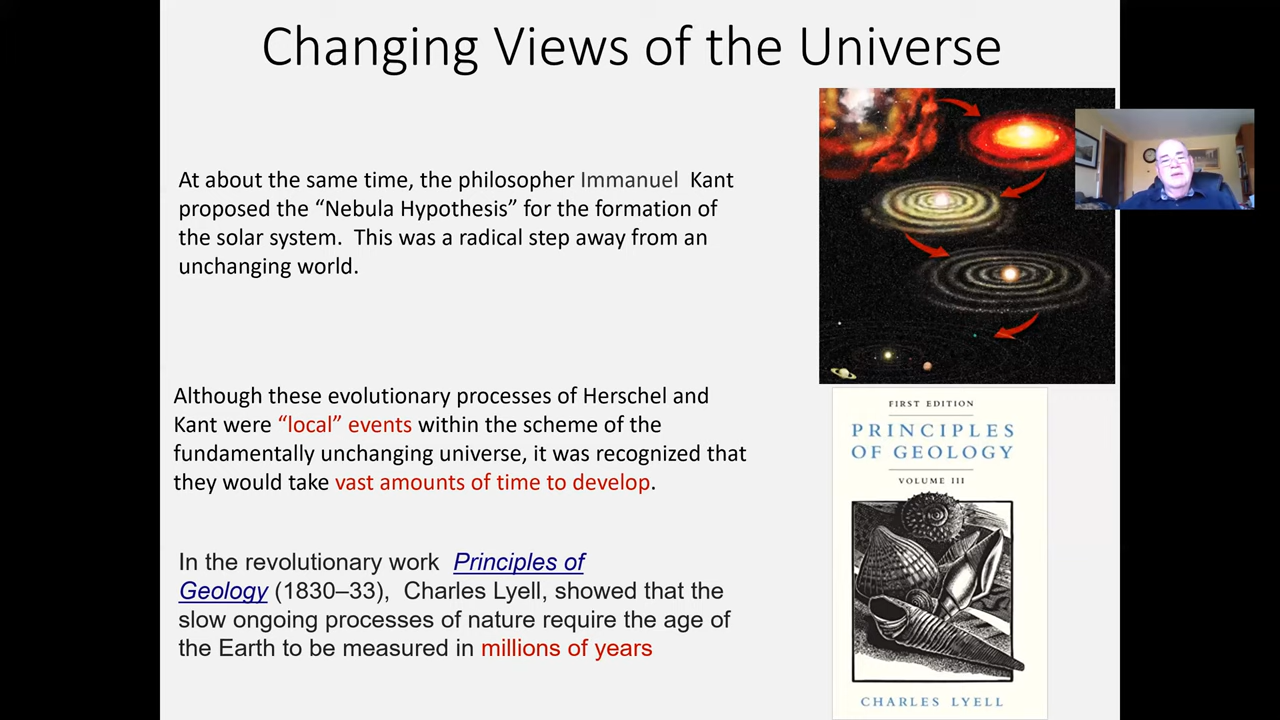 Changing Views of the Universe
At about the same time, the philosopher Immanuel Kant
proposed the “Nebula Hypothesis” for the formation of
the solar system. This was a radical step away from an
unchanging world.
Although these evolutionary processes of Herschel and
Kant were “local” events within the scheme of the
fundamentally unchanging universe, it was recognized that
they would take vast amounts of time to develop.
In the revolutionary work Principles of
Geology (1830–33), Charles Lyell, showed that the
slow ongoing processes of nature require the age of
the Earth to be measured in millions of years
FIRST EDITION
PRINCIPLES
OF GEOLOGY
VOLUME III
CHARLES LYELL